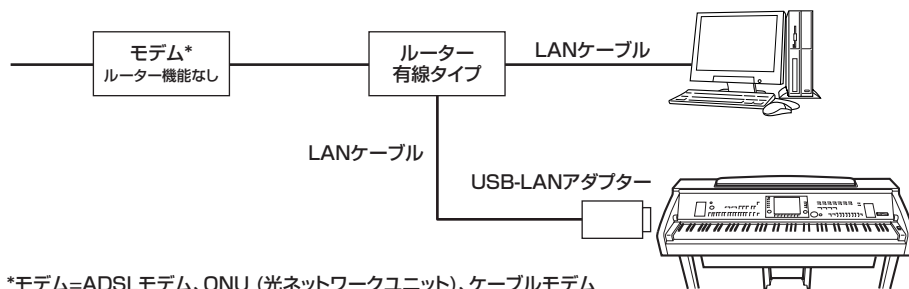 モデム*
ルーター機能なし
ルーター
有線タイプ
LANケーブル
LANケーブル
USB-LANアダプター
*モデム=ADSLモデム、ONU (光ネットワークユニット)、ケーブルモデム